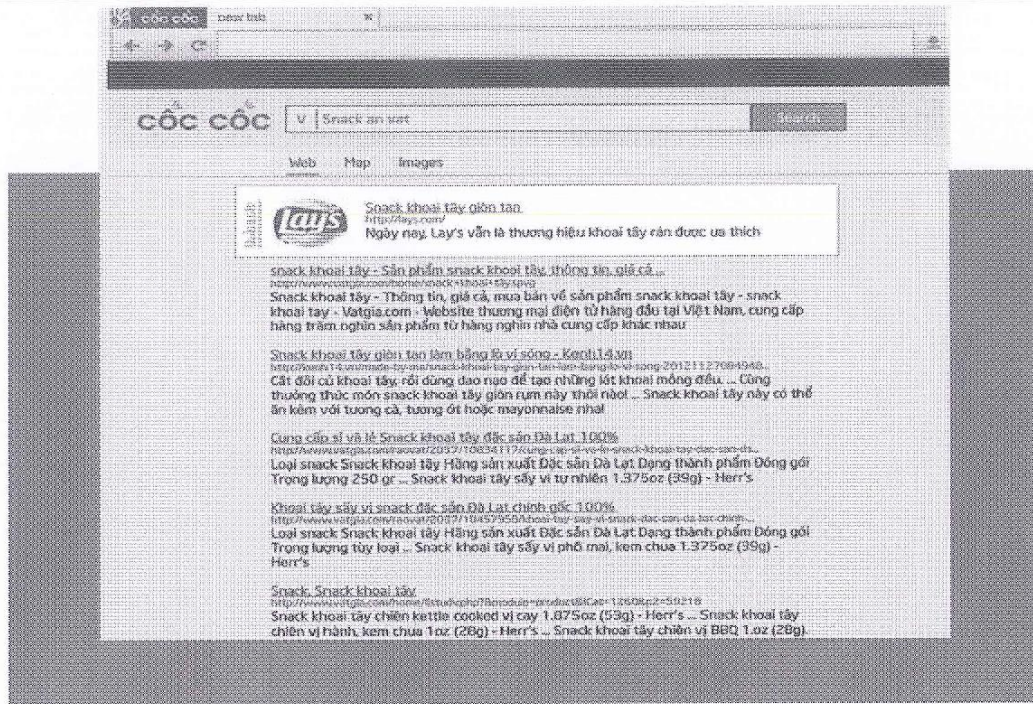 cốc cốc new tab
cốc cốc
V Snack an vat
Search
Web Map Images
Lay's
Snack khoai tây giòn tan
http://lays.com/
Ngày nay, Lay's vẫn là thương hiệu khoai tây rán được ưa thích
snack khoai tây - Sản phẩm snack khoai tây, thông tin, giá cả ...
Snack khoai tây - Thông tin, giá cả, mua bán về sản phẩm snack khoai tây - snack
khoai tay - Vatgia.com - Website thương mại điện tử hàng đầu tại Việt Nam, cung cấp
hàng trăm nghìn sản phẩm từ hàng nghìn nhà cung cấp khác nhau
Snack khoai tây giòn tan làm bằng lò vi sóng - Kenh14.vn
Cắt đôi củ khoai tây, rồi dùng dao nạo để tạo những lát khoai mỏng đều. ... Cùng
thưởng thức món snack khoai tây giòn rụm này thôi nào! ... Snack khoai tây này có thể
ăn kèm với tương cà, tương ớt hoặc mayonnaise nha!
Cung cấp sỉ và lẻ Snack khoai tây đặc sản Đà Lạt 100%
Loại snack Snack khoai tây Hãng sản xuất Đặc sản Đà Lạt Dạng thành phẩm Đóng gói
Trọng lượng 250 gr ... Snack khoai tây sấy vị tự nhiên 1.375oz (39g) - Herr's
Khoai tây sấy vị snack đặc sản Đà Lạt chính gốc 100%
Loại snack Snack khoai tây Hãng sản xuất Đặc sản Đà Lạt Dạng thành phẩm Đóng gói
Trọng lượng tùy loại ... Snack khoai tây sấy vị phô mai, kem chua 1.375oz (39g) -
Herr's
Snack, Snack khoai tây
Snack khoai tây chiên kettle cooked vị cay 1.875oz (53g) - Herr's ... Snack khoai tây
chiên vị hành, kem chua 1oz (28g) - Herr's ... Snack khoai tây chiên vị BBQ 1.oz (28g)